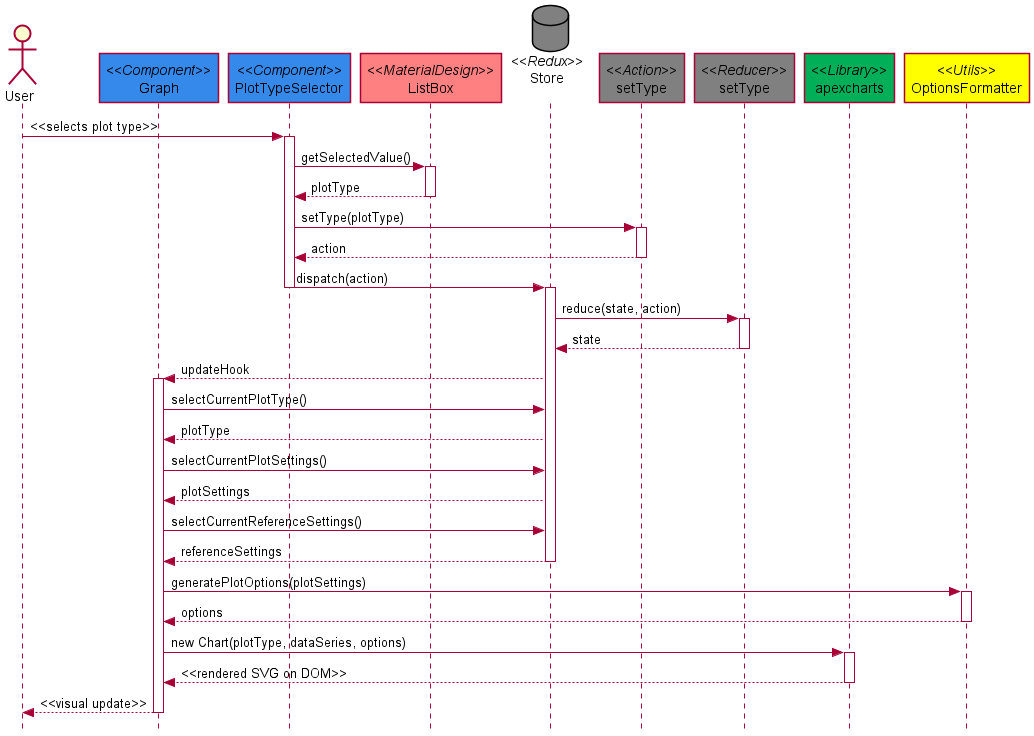 <<Redux>>
Store
User
<<Component>>
Graph
<<Component>>
PlotTypeSelector
<<MaterialDesign>>
ListBox
<<Action>>
setType
<<Reducer>>
setType
<<Library>>
apexcharts
<<Utils>>
OptionsFormatter
<<selects plot type>>
getSelectedValue()
plotType
setType(plotType)
action
dispatch(action)
reduce(state, action)
state
updateHook
selectCurrentPlotType()
plotType
selectCurrentPlotSettings()
plotSettings
selectCurrentReferenceSettings()
referenceSettings
generatePlotOptions(plotSettings)
options
new Chart(plotType, dataSeries, options)
<<rendered SVG on DOM>>
<<visual update>>